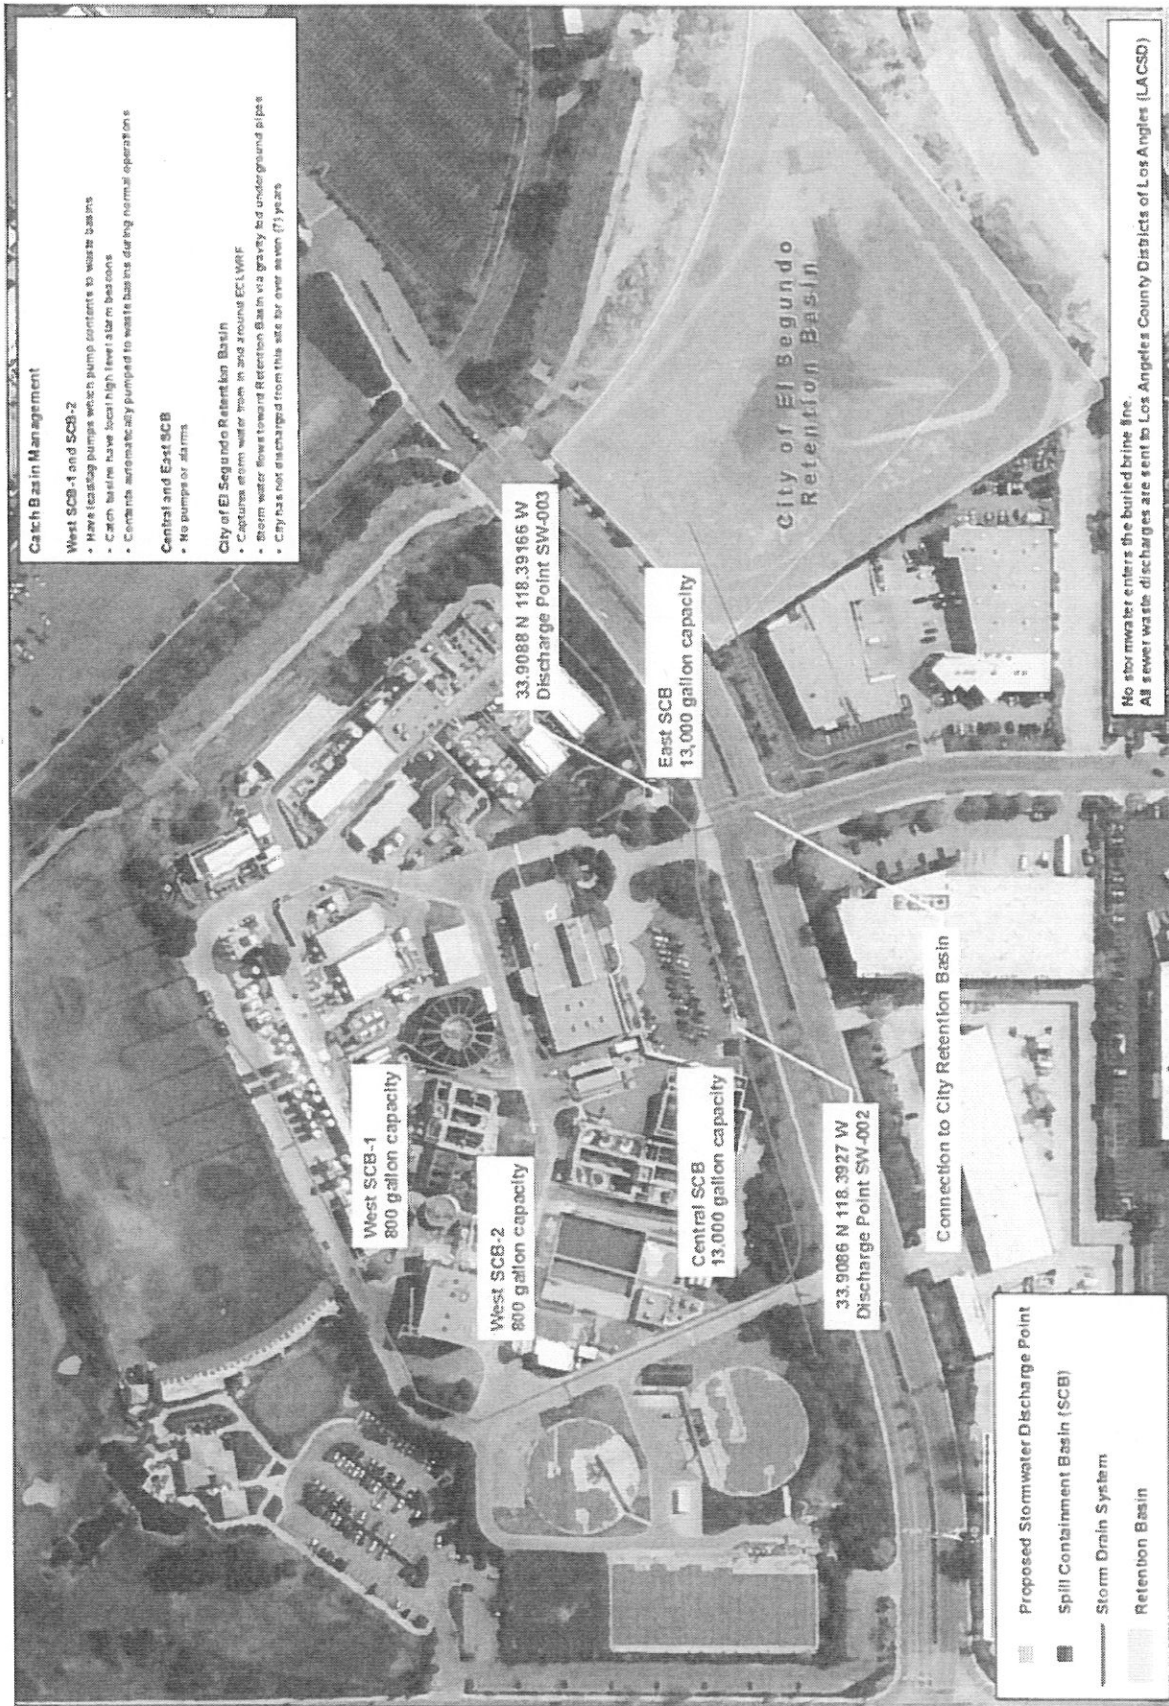 Catch Basin Management
West SCB-1 and SCB-2
• Have lead/lag pumps which pump contents to waste basins
• Catch basins have local high level alarm beacons
• Contents automatically pumped to waste basins during normal operations
Central and East SCB
• No pumps or alarms
City of El Segundo Retention Basin
• Captures storm water from in and around ECLWRF
• Storm water flows toward Retention Basin via gravity fed underground pipes
• City has not discharged from this site for over seven (7) years
33.9088 N 118.39166 W
Discharge Point SW-003
East SCB
13,000 gallon capacity
City of El Segundo
Retention Basin
West SCB-1
800 gallon capacity
West SCB-2
800 gallon capacity
Central SCB
13,000 gallon capacity
33.9086 N 118.3927 W
Discharge Point SW-002
Connection to City Retention Basin
Proposed Stormwater Discharge Point
Spill Containment Basin (SCB)
Storm Drain System
Retention Basin
No stormwater enters the buried brine line.
All sewer waste discharges are sent to Los Angeles County Districts of Los Angles (LACSD)